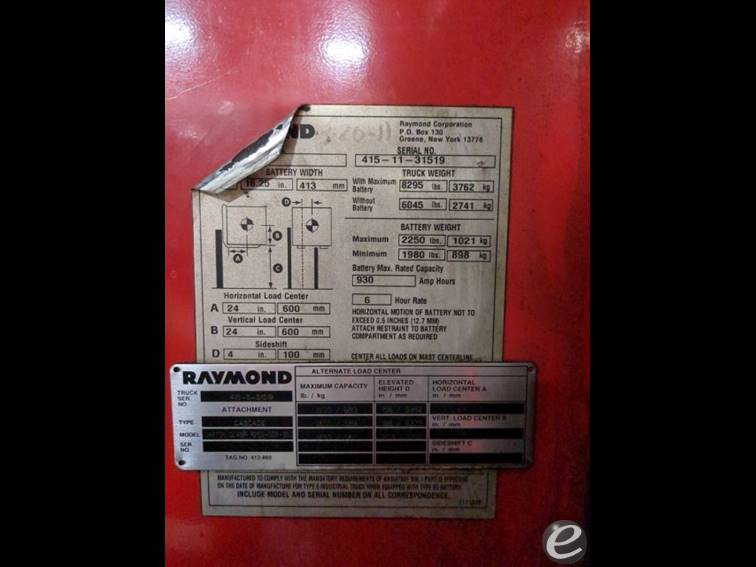 ND
Raymond Corporation
P.O. Box 130
Greene, New York 13778
SERIAL NO.
415-11-31519
BATTERY WIDTH
16.25 in. 413 mm
TRUCK WEIGHT
With Maximum Battery 8295 lbs. 3762 kg
Without Battery 6045 lbs. 2741 kg
BATTERY WEIGHT
Maximum 2250 lbs. 1021 kg
Minimum 1980 lbs. 898 kg
Battery Max. Rated Capacity
930 Amp Hours
6 Hour Rate
HORIZONTAL MOTION OF BATTERY NOT TO
EXCEED 0.5 INCHES (12.7 MM)
ATTACH RESTRAINT TO BATTERY
COMPARTMENT AS REQUIRED
CENTER ALL LOADS ON MAST CENTERLINE
D
B
A
C
Horizontal Load Center
A 24 in. 600 mm
Vertical Load Center
B 24 in. 600 mm
Sideshift
D 4 in. 100 mm
RAYMOND
TRUCK
SER.
NO.
ATTACHMENT
TYPE
MODEL
SER.
NO.
ALTERNATE LOAD CENTER
MAXIMUM CAPACITY
lb. / kg
ELEVATED
HEIGHT D
in / mm
HORIZONTAL
LOAD CENTER A
in. / mm
VERT. LOAD CENTER B
in / mm
SIDESHIFT C
in / mm
INCLUDE MODEL AND SERIAL NUMBER ON ALL CORRESPONDENCE.
e